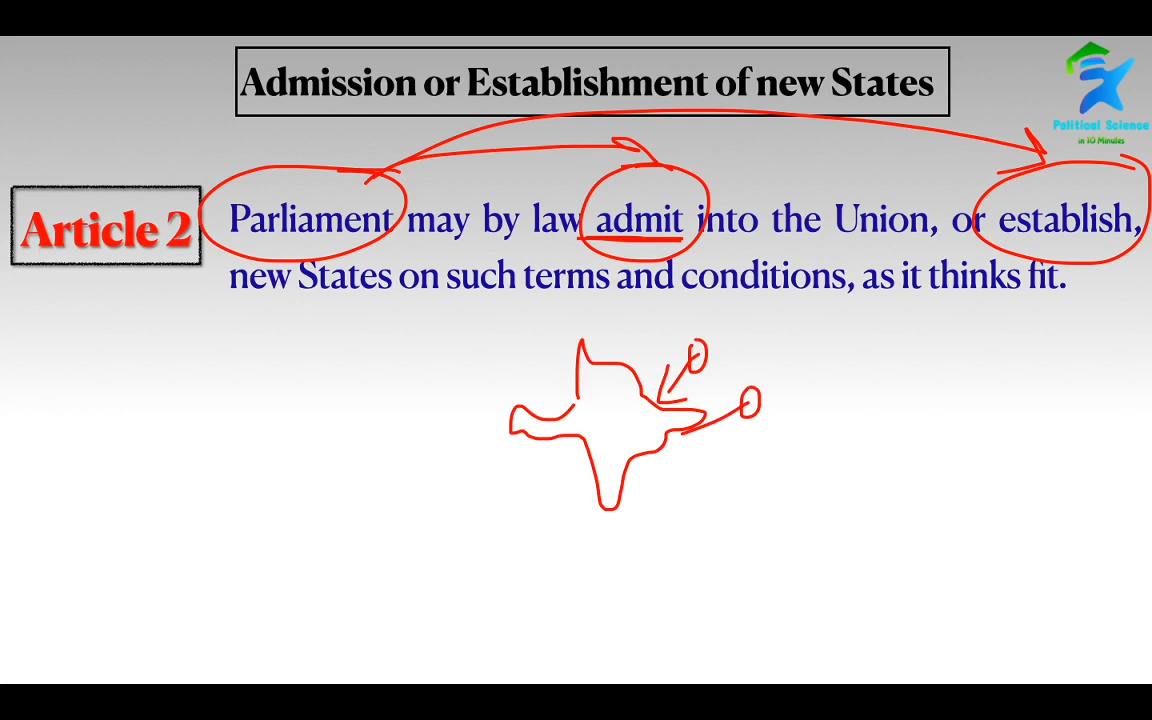 Admission or Establishment of new States
Political Science
in 10 Minutes
Article 2
Parliament may by law admit into the Union, or establish,
new States on such terms and conditions, as it thinks fit.